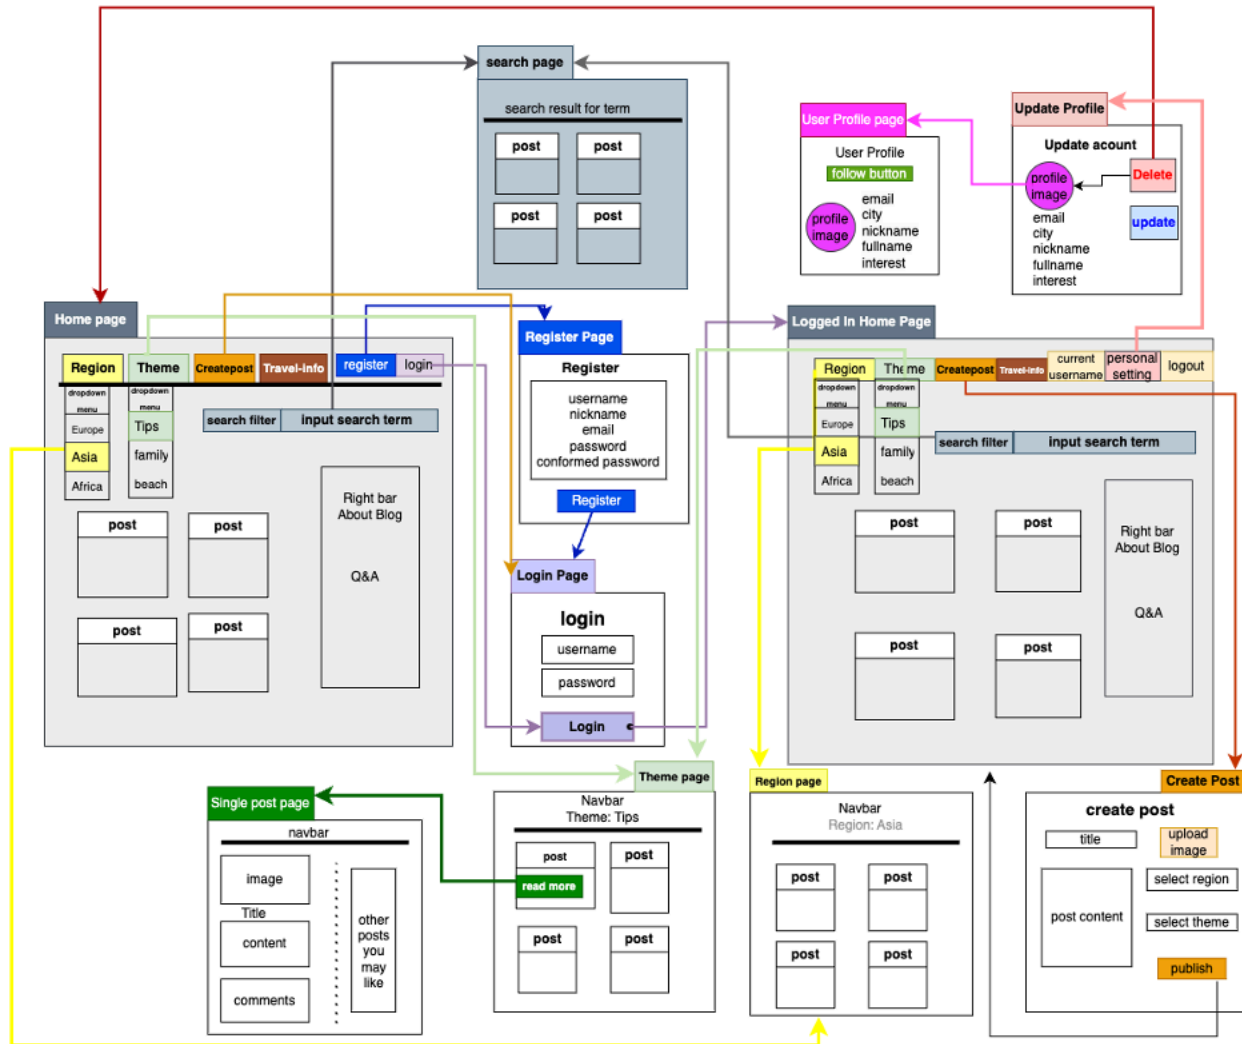 search page
search result for term
post
post
post
post
User Profile page
User Profile
follow button
profile
image
email
city
nickname
fullname
interest
Update Profile
Update acount
profile
image
Delete
update
email
city
nickname
fullname
interest
Home page
Region
Theme
Createpost
Travel-info
register
login
dropdown
menu
Europe
Asia
Africa
dropdown
menu
Tips
family
beach
search filter
input search term
Right bar
About Blog
Q&A
post
post
post
post
Register Page
Register
username
nickname
email
password
conformed password
Register
Login Page
login
username
password
Login
Logged In Home Page
Region
Theme
Createpost
Travel-info
current
username
personal
setting
logout
dropdown
menu
Europe
Asia
Africa
dropdown
menu
Tips
family
beach
search filter
input search term
Right bar
About Blog
Q&A
post
post
post
post
Single post page
navbar
image
Title
content
comments
other
posts
you
may
like
Theme page
Navbar
Theme: Tips
post
read more
post
post
post
Region page
Navbar
Region: Asia
post
post
post
post
Create Post
create post
title
upload
image
post content
select region
select theme
publish